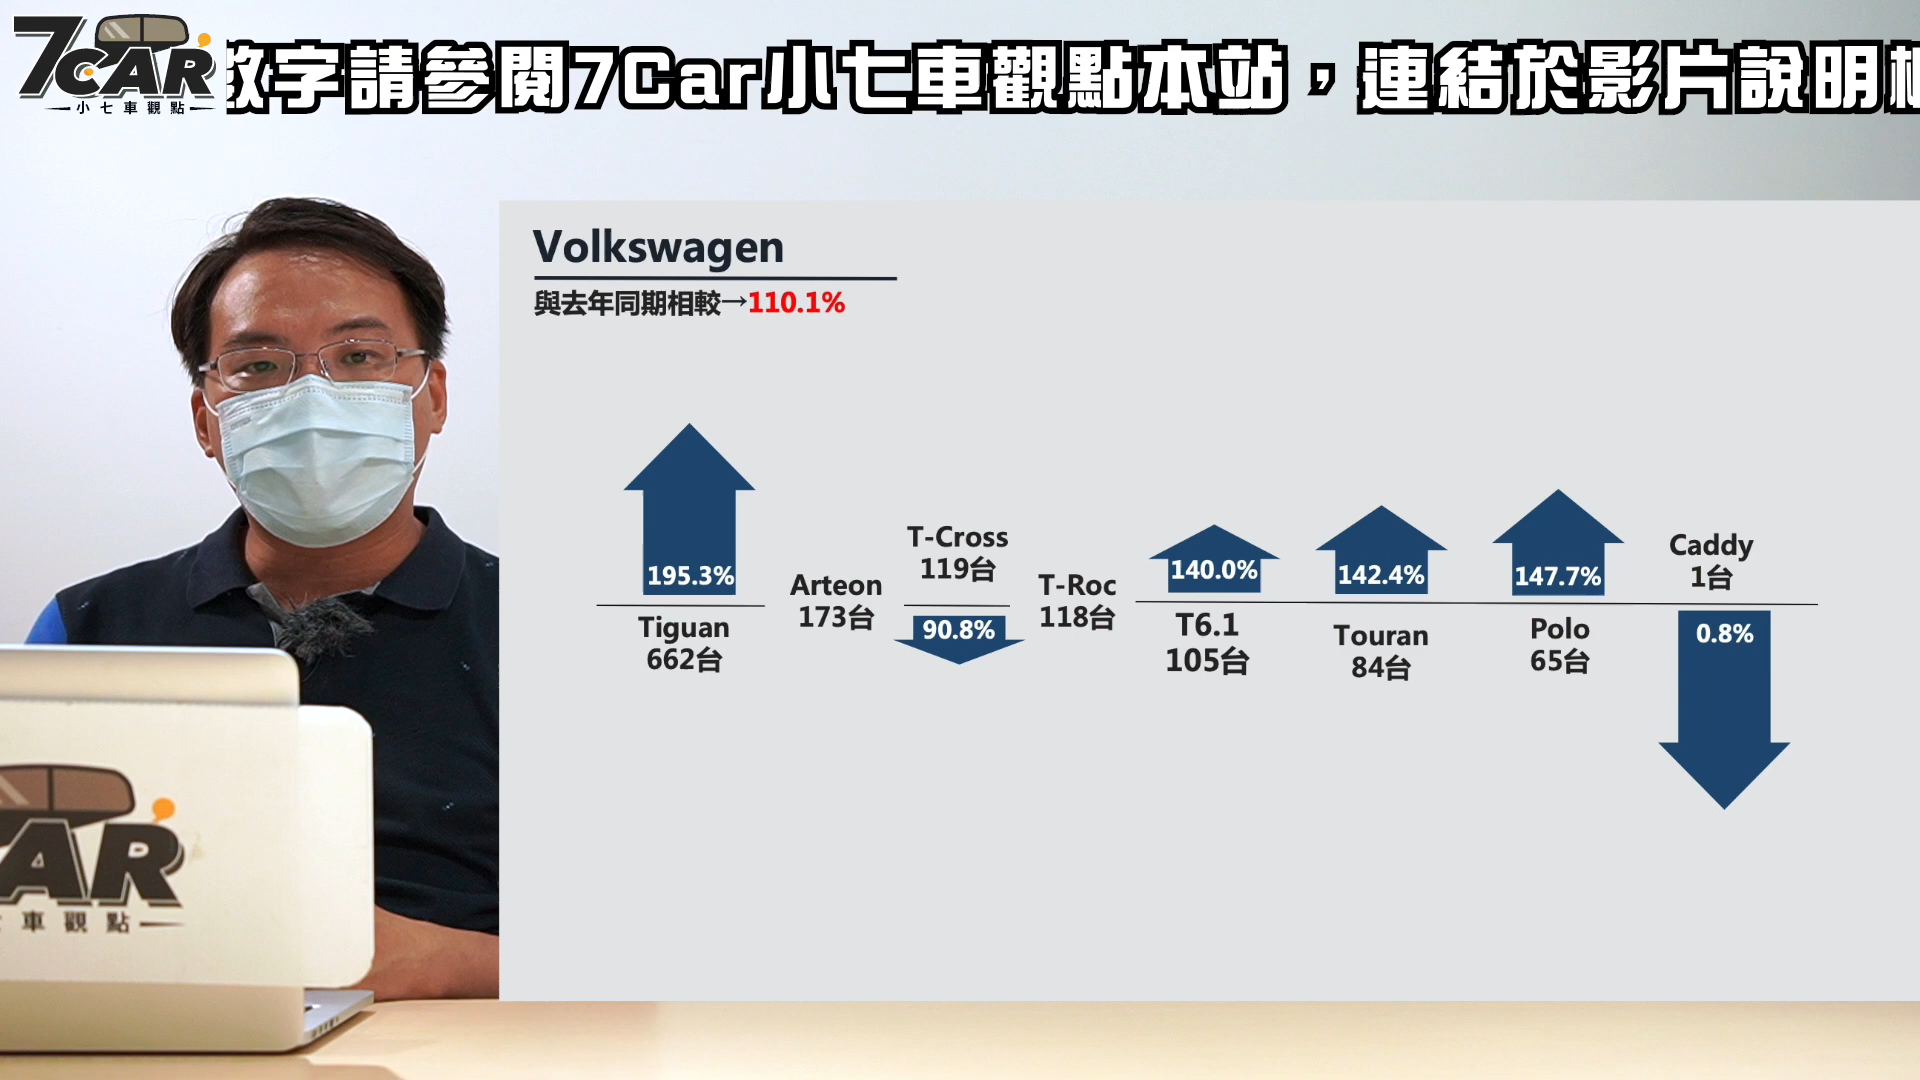 7CAR
小七車觀點
數字請參閱7Car小七車觀點本站，連結於影片說明欄
Volkswagen
與去年同期相較→110.1%
195.3%
Tiguan
662台
Arteon
173台
T-Cross
119台
90.8%
T-Roc
118台
140.0%
T6.1
105台
142.4%
Touran
84台
147.7%
Polo
65台
Caddy
1台
0.8%
AR
車觀點